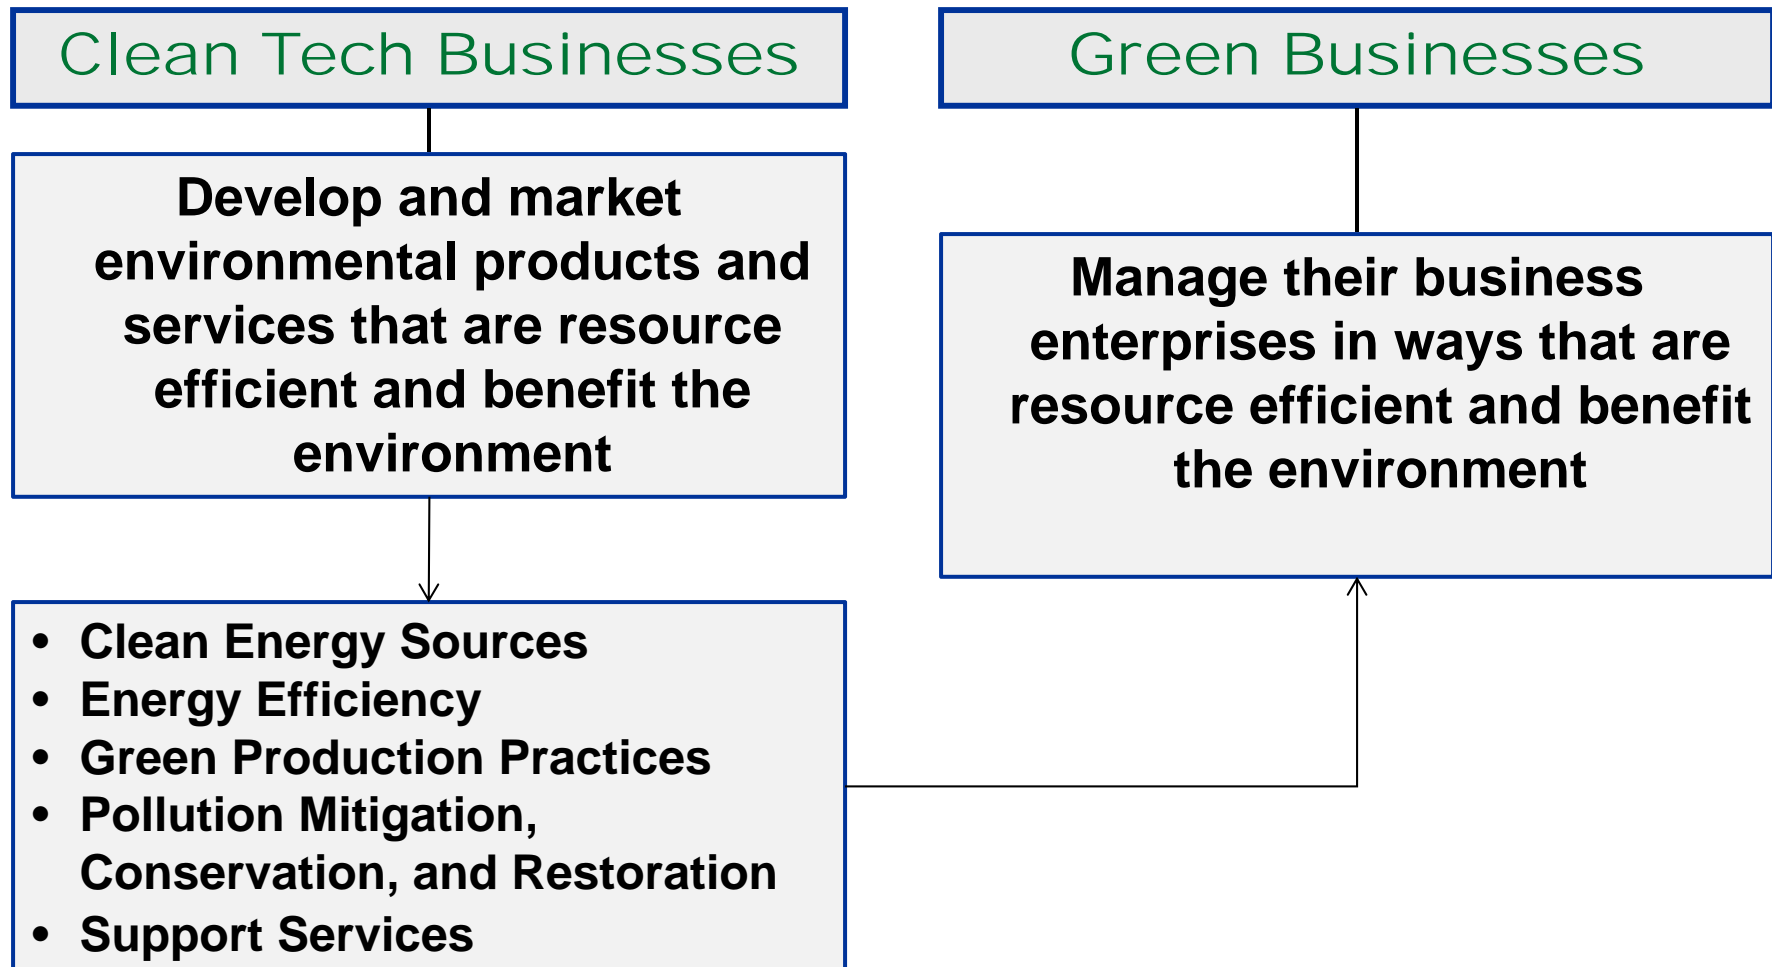 Clean Tech Businesses
Develop and market
environmental products and
services that are resource
efficient and benefit the
environment
• Clean Energy Sources
• Energy Efficiency
• Green Production Practices
• Pollution Mitigation,
Conservation, and Restoration
• Support Services
Green Businesses
Manage their business
enterprises in ways that are
resource efficient and benefit
the environment